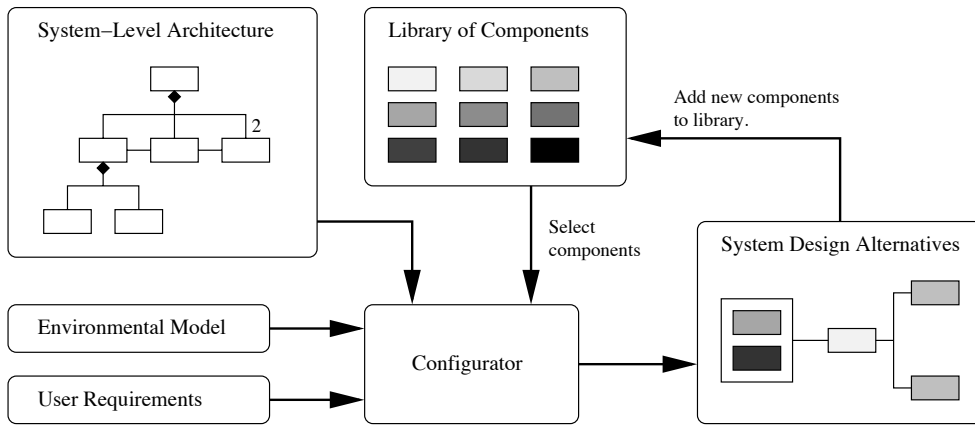 System–Level Architecture
2
Library of Components
Add new components
to library.
Select
components
System Design Alternatives
Environmental Model
Configurator
User Requirements